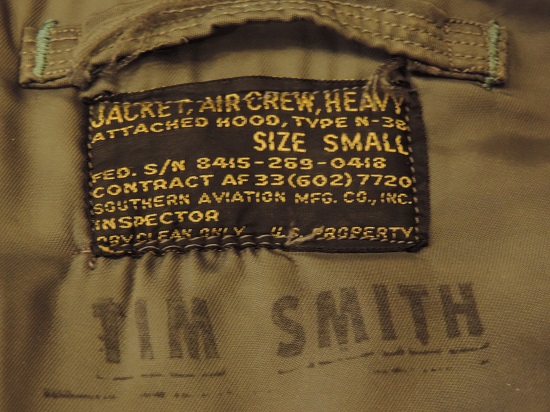 JACKET, AIR CREW, HEAVY,
ATTACHED HOOD, TYPE N-3B
SIZE SMALL
FED. S/N 8415-269-0418
CONTRACT AF 33(602)7720
SOUTHERN AVIATION MFG. CO., INC.
INSPECTOR
DRY CLEAN ONLY U.S. PROPERTY
TIM SMITH